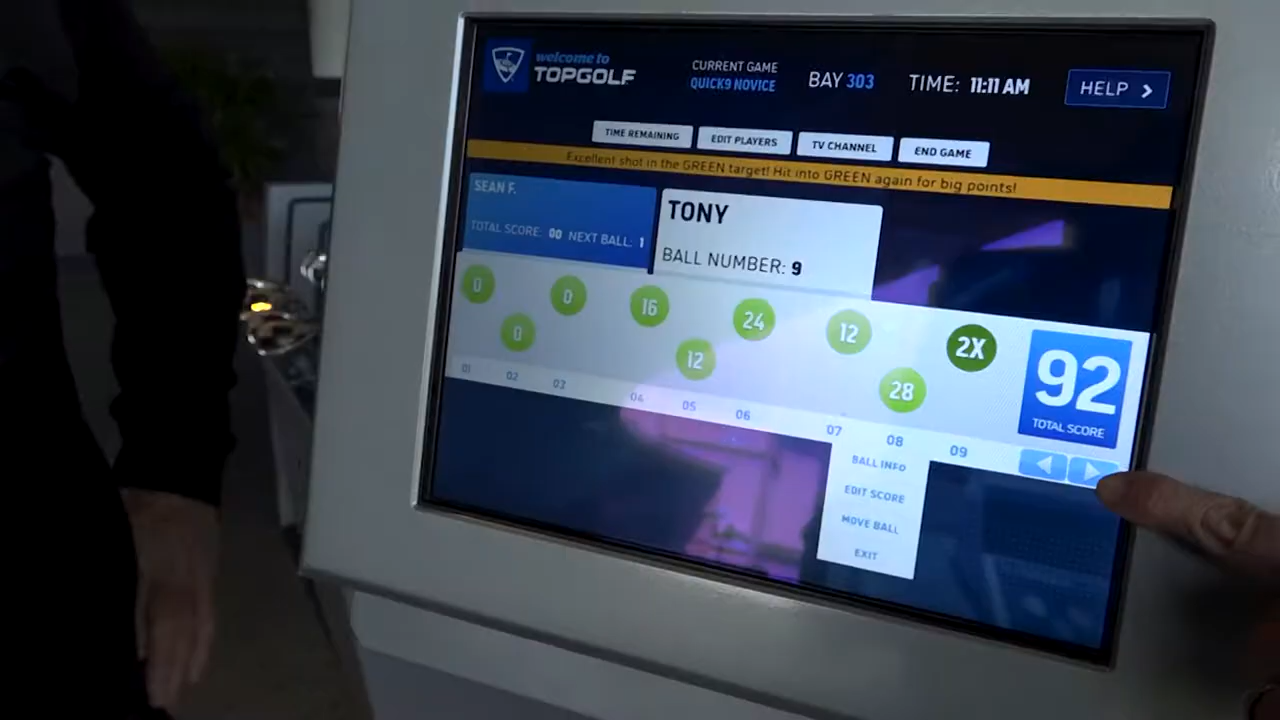 welcome to
TOPGOLF
CURRENT GAME
QUICK9 NOVICE
BAY 303
TIME: 11:11 AM
HELP >
TIME REMAINING
EDIT PLAYERS
TV CHANNEL
END GAME
Excellent shot in the GREEN target! Hit into GREEN again for big points!
SEAN F.
TOTAL SCORE: 00 NEXT BALL: 1
TONY
BALL NUMBER: 9
0
0
0
16
12
24
12
28
2X
92
TOTAL SCORE
01
02
03
04
05
06
07
08
09
BALL INFO
EDIT SCORE
MOVE BALL
EXIT